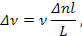 Δν = ν Δnl/L,